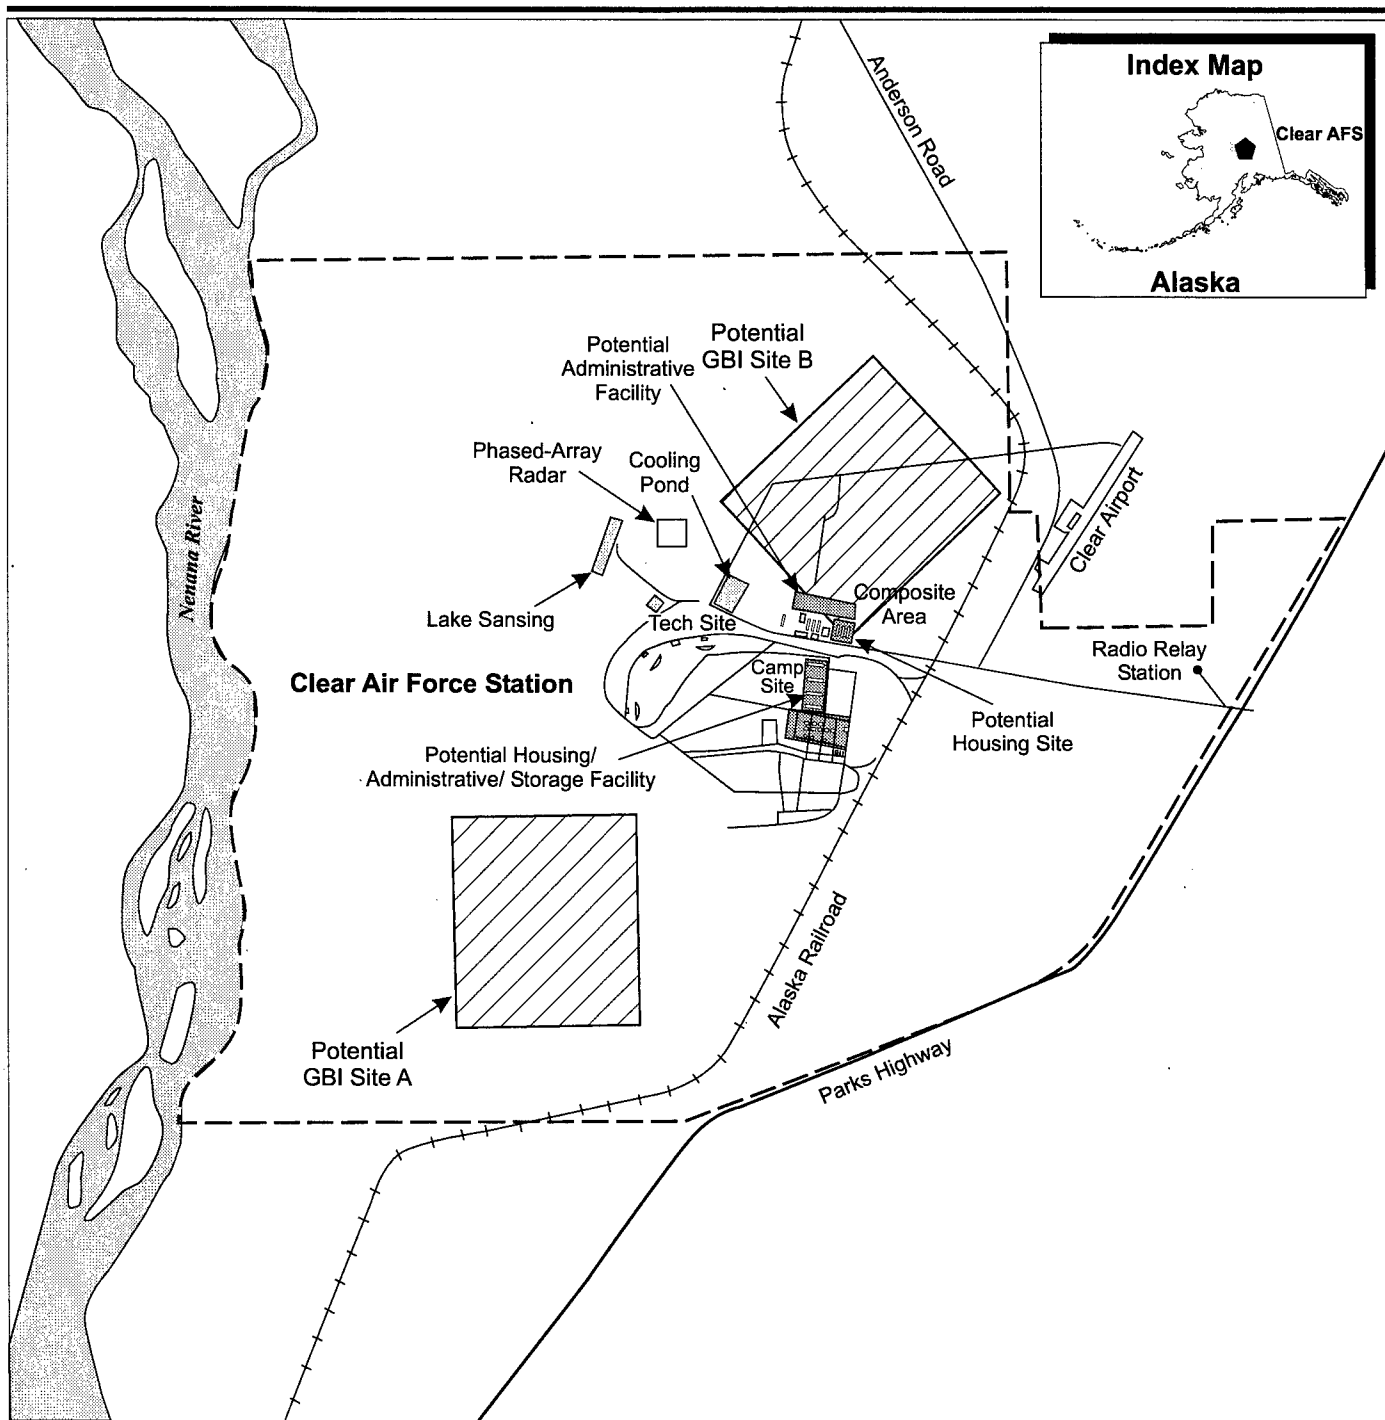 Index Map
Clear AFS
Alaska
Anderson Road
Potential
GBI Site B
Potential
Administrative
Facility
Phased-Array
Radar
Cooling
Pond
Clear Airport
Nenana River
Lake Sansing
Tech Site
Composite
Area
Radio Relay
Station
Clear Air Force Station
Camp
Site
Potential
Housing Site
Potential Housing/
Administrative/ Storage Facility
Alaska Railroad
Potential
GBI Site A
Parks Highway